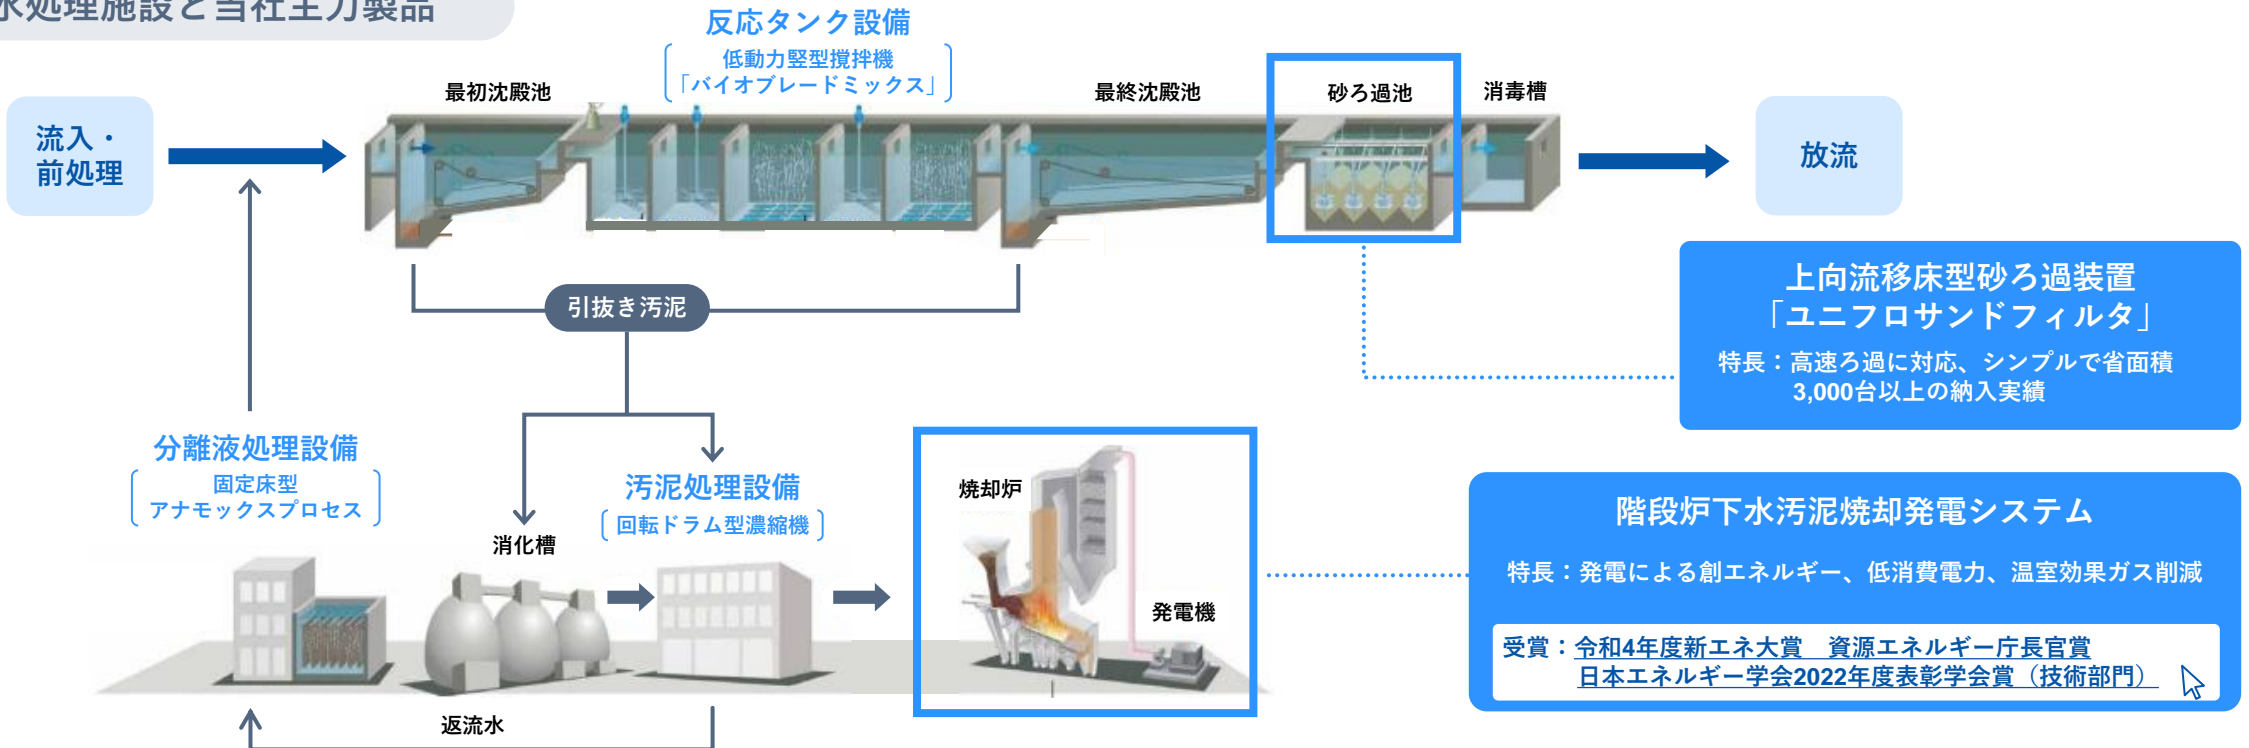 水処理施設と当社主力製品
反応タンク設備
低動力竪型撹拌機
「バイオブレードミックス」
最初沈殿池
最終沈殿池
砂ろ過池
消毒槽
流入・
前処理
放流
引抜き汚泥
上向流移床型砂ろ過装置
「ユニフロサンドフィルタ」
特長：高速ろ過に対応、シンプルで省面積
3,000台以上の納入実績
分離液処理設備
固定床型
アナモックスプロセス
汚泥処理設備
回転ドラム型濃縮機
消化槽
焼却炉
発電機
階段炉下水汚泥焼却発電システム
特長：発電による創エネルギー、低消費電力、温室効果ガス削減
受賞：令和4年度新エネ大賞　資源エネルギー庁長官賞
日本エネルギー学会2022年度表彰学会賞（技術部門）
返流水